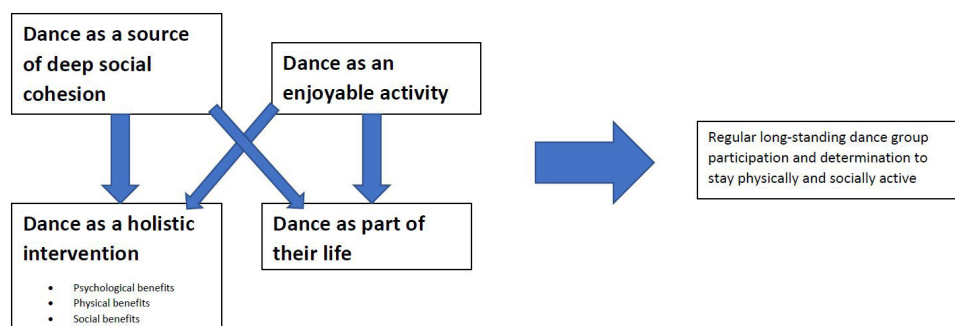 Dance as a source
of deep social
cohesion
Dance as an
enjoyable activity
Regular long-standing dance group
participation and determination to
stay physically and socially active
Dance as a holistic
intervention
• Psychological benefits
• Physical benefits
• Social benefits
Dance as part of
their life